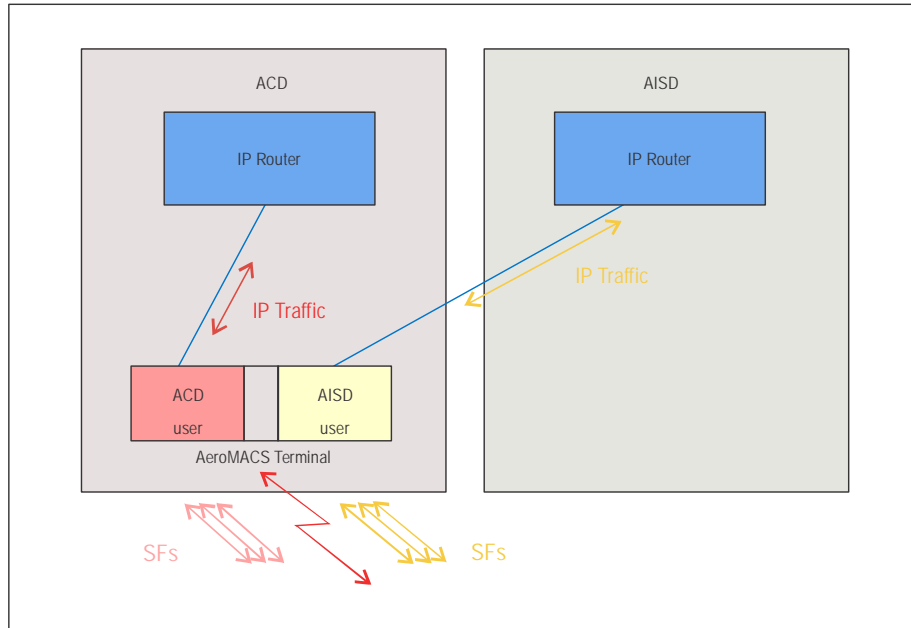 ACD
AISD
IP Router
IP Router
IP Traffic
IP Traffic
ACD
user
AISD
user
AeroMACS Terminal
SFs
SFs